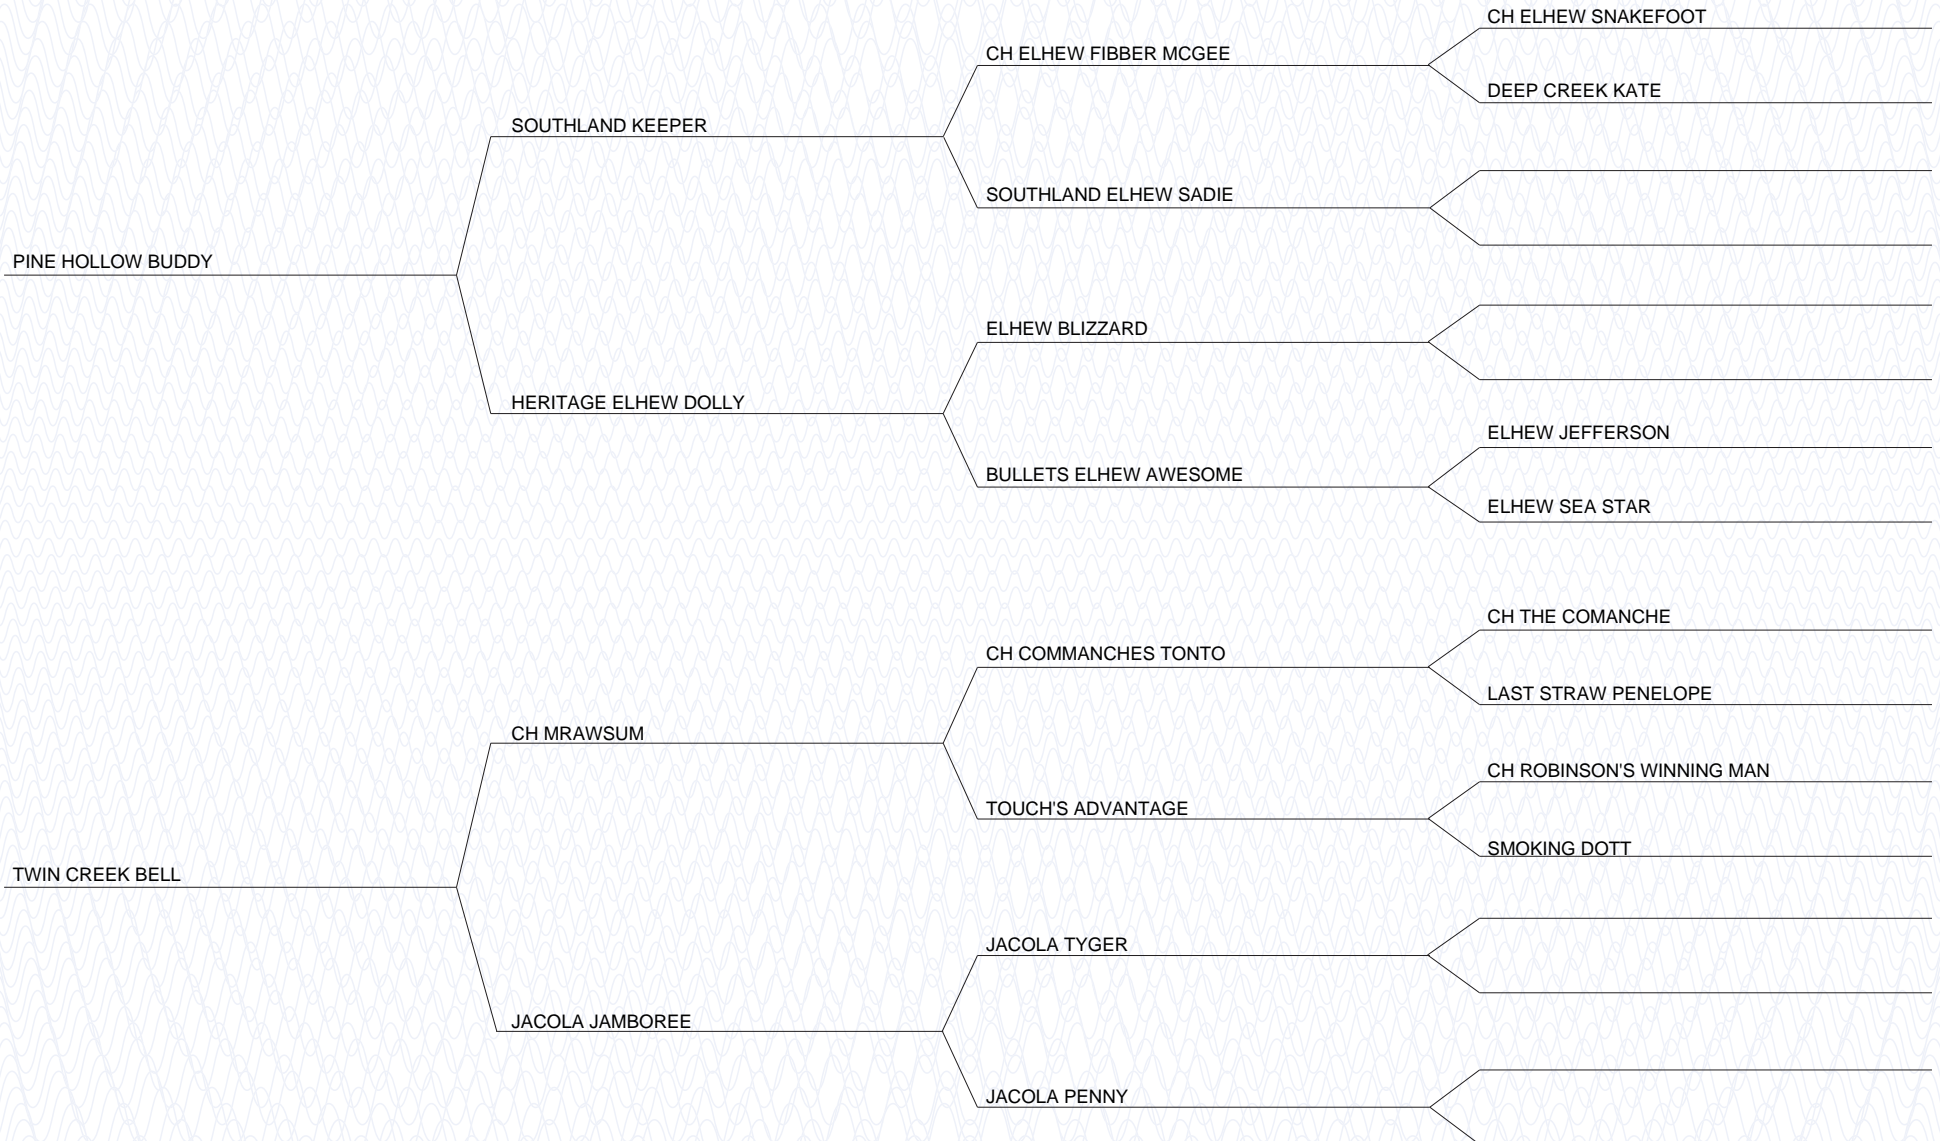 CH ELHEW SNAKEFOOT
CH ELHEW FIBBER MCGEE
DEEP CREEK KATE
SOUTHLAND KEEPER
SOUTHLAND ELHEW SADIE
PINE HOLLOW BUDDY
ELHEW BLIZZARD
HERITAGE ELHEW DOLLY
ELHEW JEFFERSON
BULLETS ELHEW AWESOME
ELHEW SEA STAR
CH THE COMANCHE
CH COMMANCHES TONTO
LAST STRAW PENELOPE
CH MRAWSUM
CH ROBINSON'S WINNING MAN
TOUCH'S ADVANTAGE
SMOKING DOTT
TWIN CREEK BELL
JACOLA TYGER
JACOLA JAMBOREE
JACOLA PENNY